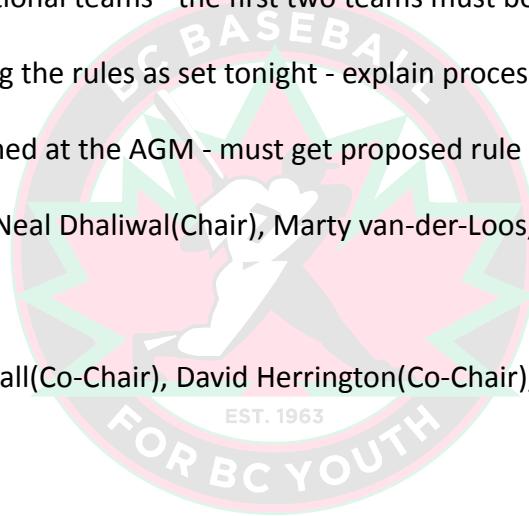 tional teams - the first two teams must be
BC BASEBALL
g the rules as set tonight - explain proces
ned at the AGM - must get proposed rule
Neal Dhaliwal(Chair), Marty van-der-Loos,
all(Co-Chair), David Herrington(Co-Chair),
EST. 1963
FOR BC YOUTH